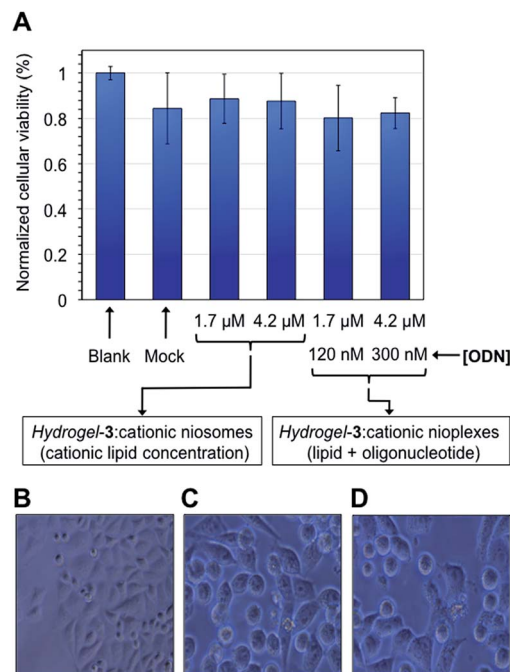 A
Normalized cellular viability (%)
1
0.8
0.6
0.4
0.2
0
1.7 µM 4.2 µM 1.7 µM 4.2 µM
Blank Mock 120 nM 300 nM [ODN]
Hydrogel-3:cationic niosomes
(cationic lipid concentration)
Hydrogel-3:cationic nioplexes
(lipid + oligonucleotide)
B C D